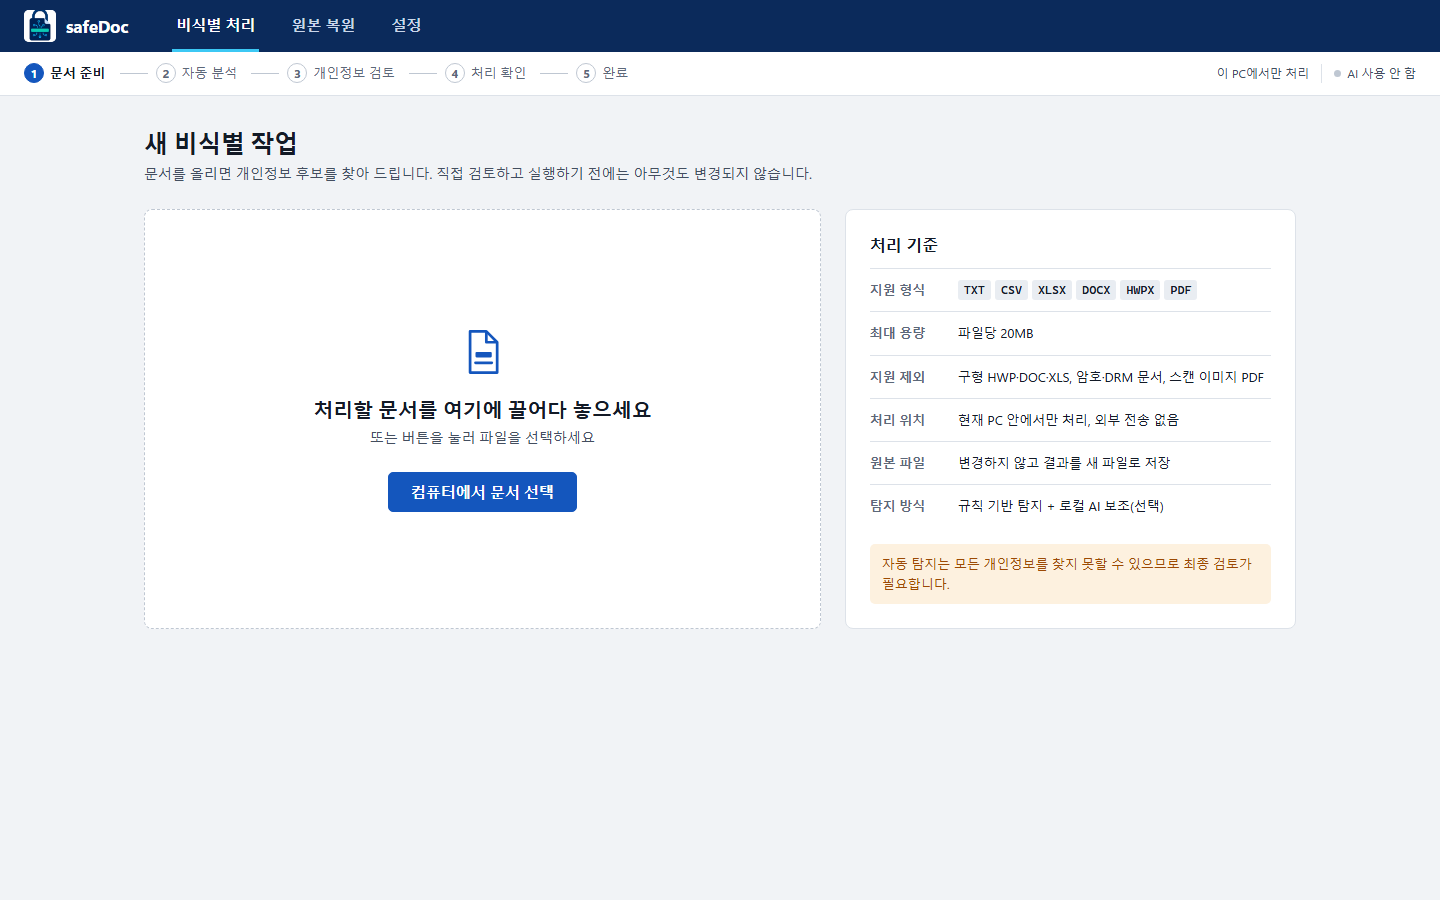 safeDoc
비식별 처리
원본 복원
설정
1 문서 준비
2 자동 분석
3 개인정보 검토
4 처리 확인
5 완료
이 PC에서만 처리
AI 사용 안 함
새 비식별 작업
문서를 올리면 개인정보 후보를 찾아 드립니다. 직접 검토하고 실행하기 전에는 아무것도 변경되지 않습니다.
처리할 문서를 여기에 끌어다 놓으세요
또는 버튼을 눌러 파일을 선택하세요
컴퓨터에서 문서 선택
처리 기준
지원 형식 TXT CSV XLSX DOCX HWPX PDF
최대 용량 파일당 20MB
지원 제외 구형 HWP·DOC·XLS, 암호·DRM 문서, 스캔 이미지 PDF
처리 위치 현재 PC 안에서만 처리, 외부 전송 없음
원본 파일 변경하지 않고 결과를 새 파일로 저장
탐지 방식 규칙 기반 탐지 + 로컬 AI 보조(선택)
자동 탐지는 모든 개인정보를 찾지 못할 수 있으므로 최종 검토가
필요합니다.